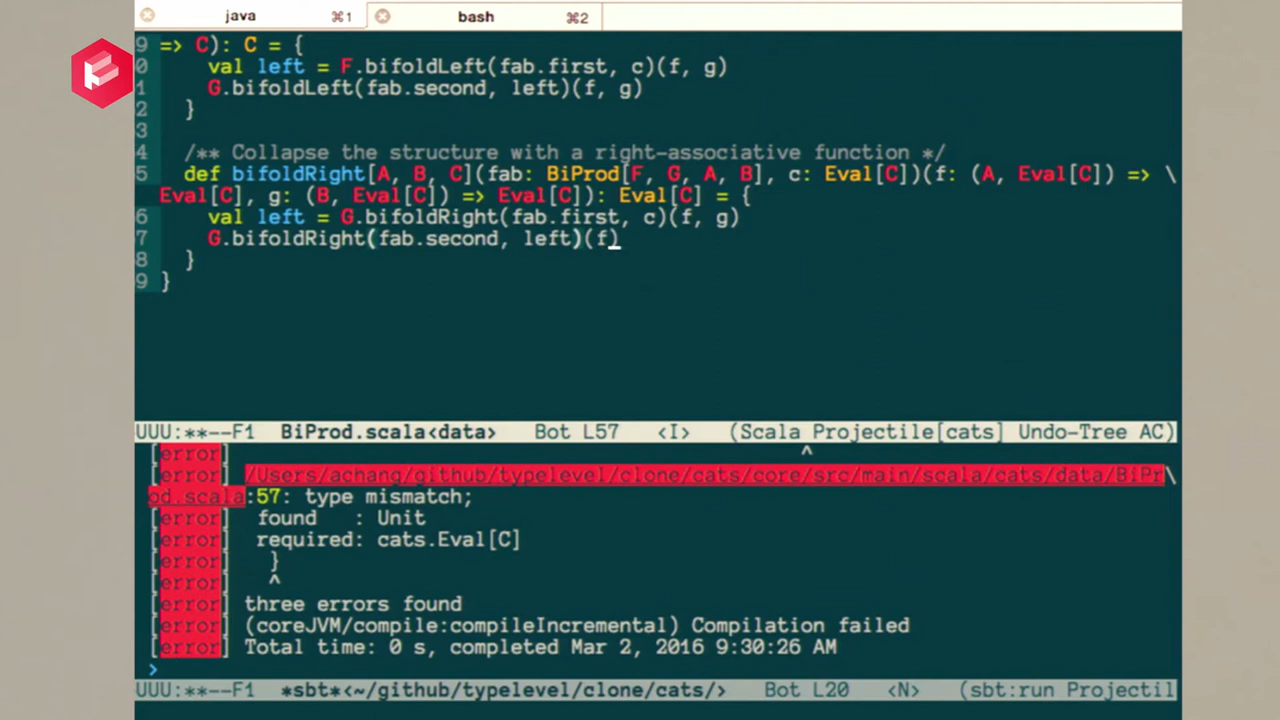 java ⌘1 bash ⌘2
9 => C): C = {
0 val left = F.bifoldLeft(fab.first, c)(f, g)
1 G.bifoldLeft(fab.second, left)(f, g)
2 }
3
4 /** Collapse the structure with a right-associative function */
5 def bifoldRight[A, B, C](fab: BiProd[F, G, A, B], c: Eval[C])(f: (A, Eval[C]) => \
Eval[C], g: (B, Eval[C]) => Eval[C]): Eval[C] = {
6 val left = G.bifoldRight(fab.first, c)(f, g)
7 G.bifoldRight(fab.second, left)(f)
8 }
9 }
UUU:**--F1 BiProd.scala<data> Bot L57 <I> (Scala Projectile[cats] Undo-Tree AC)
[error] ^
[error] /Users/achang/github/typelevel/clone/cats/core/src/main/scala/cats/data/BiPr\
od.scala:57: type mismatch;
[error] found : Unit
[error] required: cats.Eval[C]
[error] }
[error] ^
[error] three errors found
[error] (coreJVM/compile:compileIncremental) Compilation failed
[error] Total time: 0 s, completed Mar 2, 2016 9:30:26 AM
>
UUU:**--F1 *sbt*<~/github/typelevel/clone/cats/> Bot L20 <N> (sbt:run Projectil